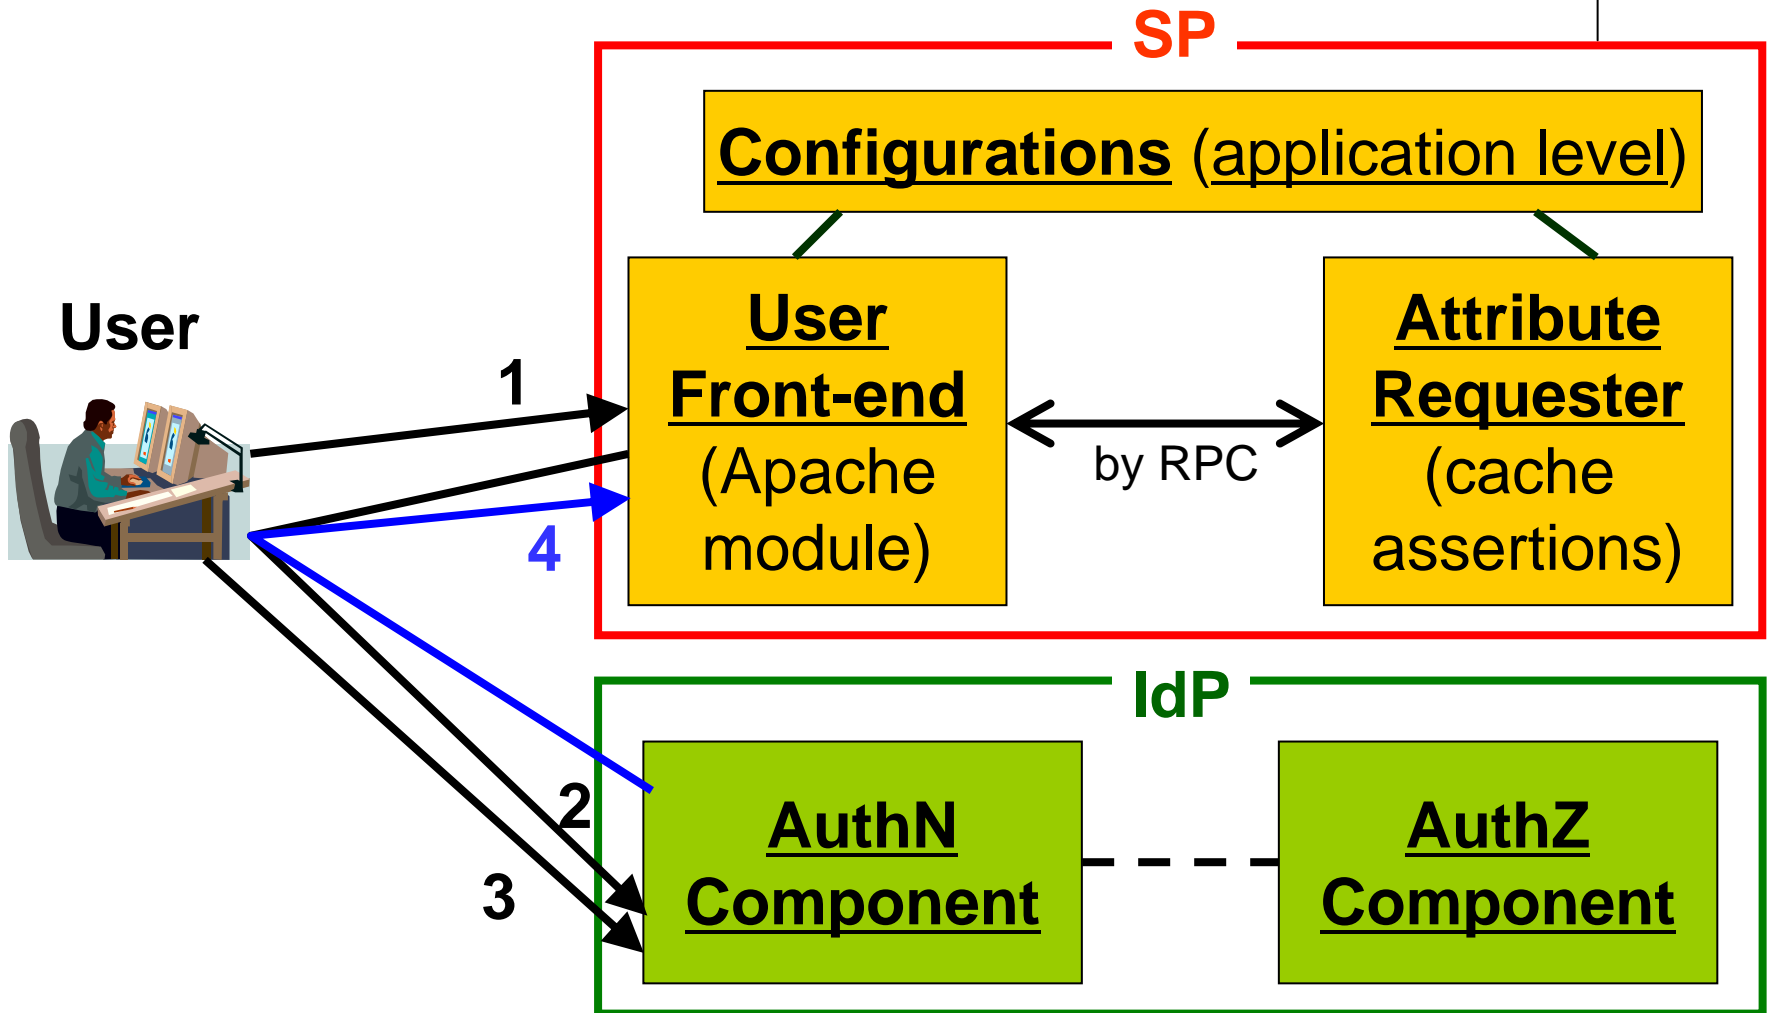 SP
Configurations (application level)
User
User
Front-end
(Apache
module)
Attribute
Requester
(cache
assertions)
by RPC
1
4
2
3
IdP
AuthN
Component
AuthZ
Component